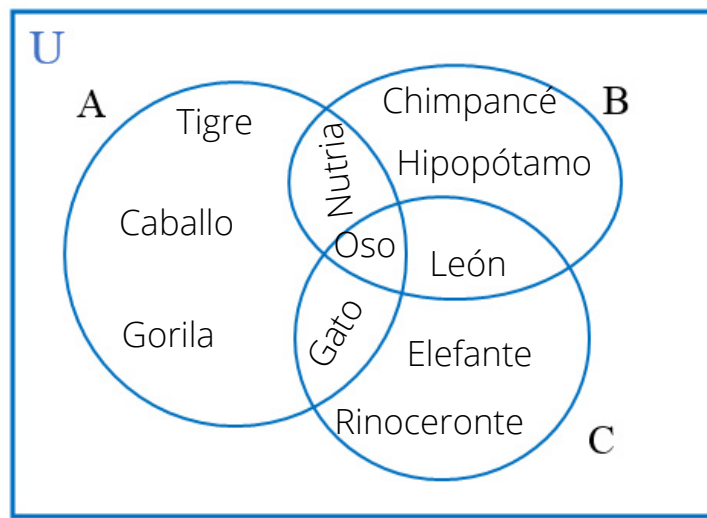 U
A
Tigre
Chimpancé
B
Nutria
Hipopótamo
Caballo
Oso
León
Gorila
Gato
Elefante
Rinoceronte
C